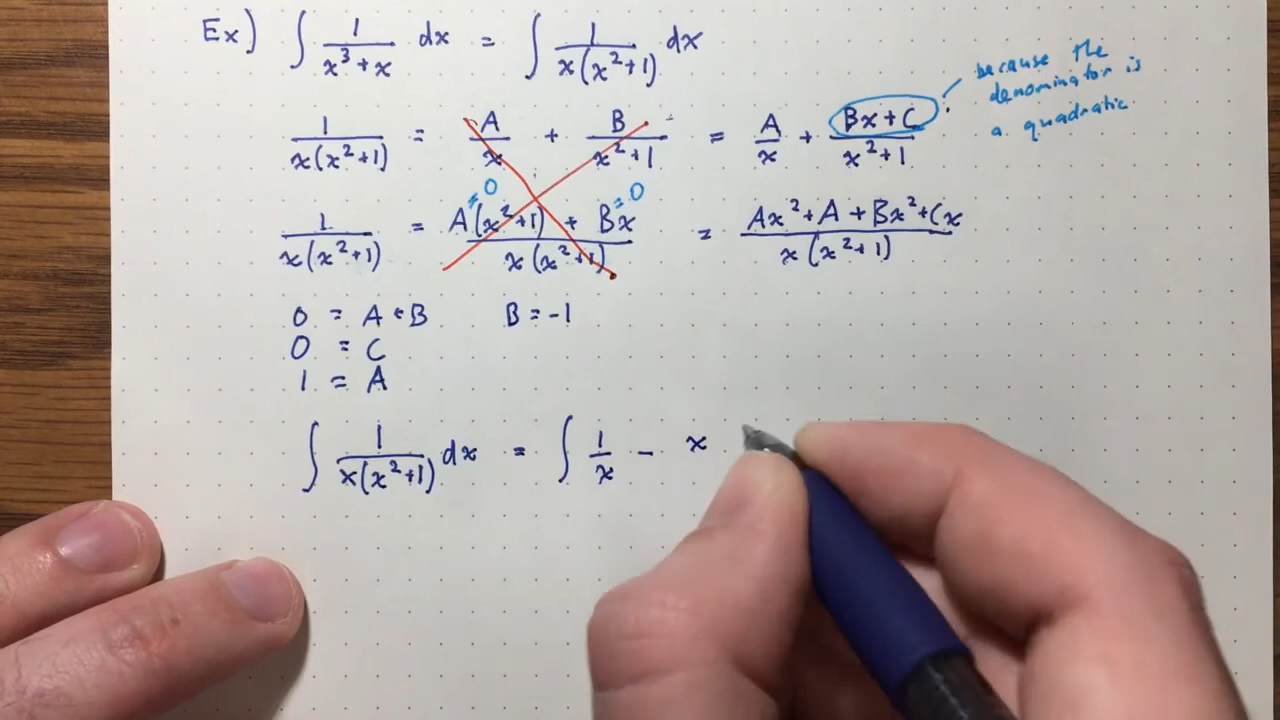 Ex) ∫ 1/(x³+x) dx = ∫ 1/(x(x²+1)) dx
because the
denominator is
a quadratic.
1/(x(x²+1)) = A/x + B/(x²+1) = A/x + (Bx+C)/(x²+1)
=0 =0
1/(x(x²+1)) = (A(x²+1) + Bx)/(x(x²+1)) = (Ax²+A+Bx²+Cx)/(x(x²+1))
0 = A+B B=-1
0 = C
1 = A
∫ 1/(x(x²+1)) dx = ∫ 1/x - x